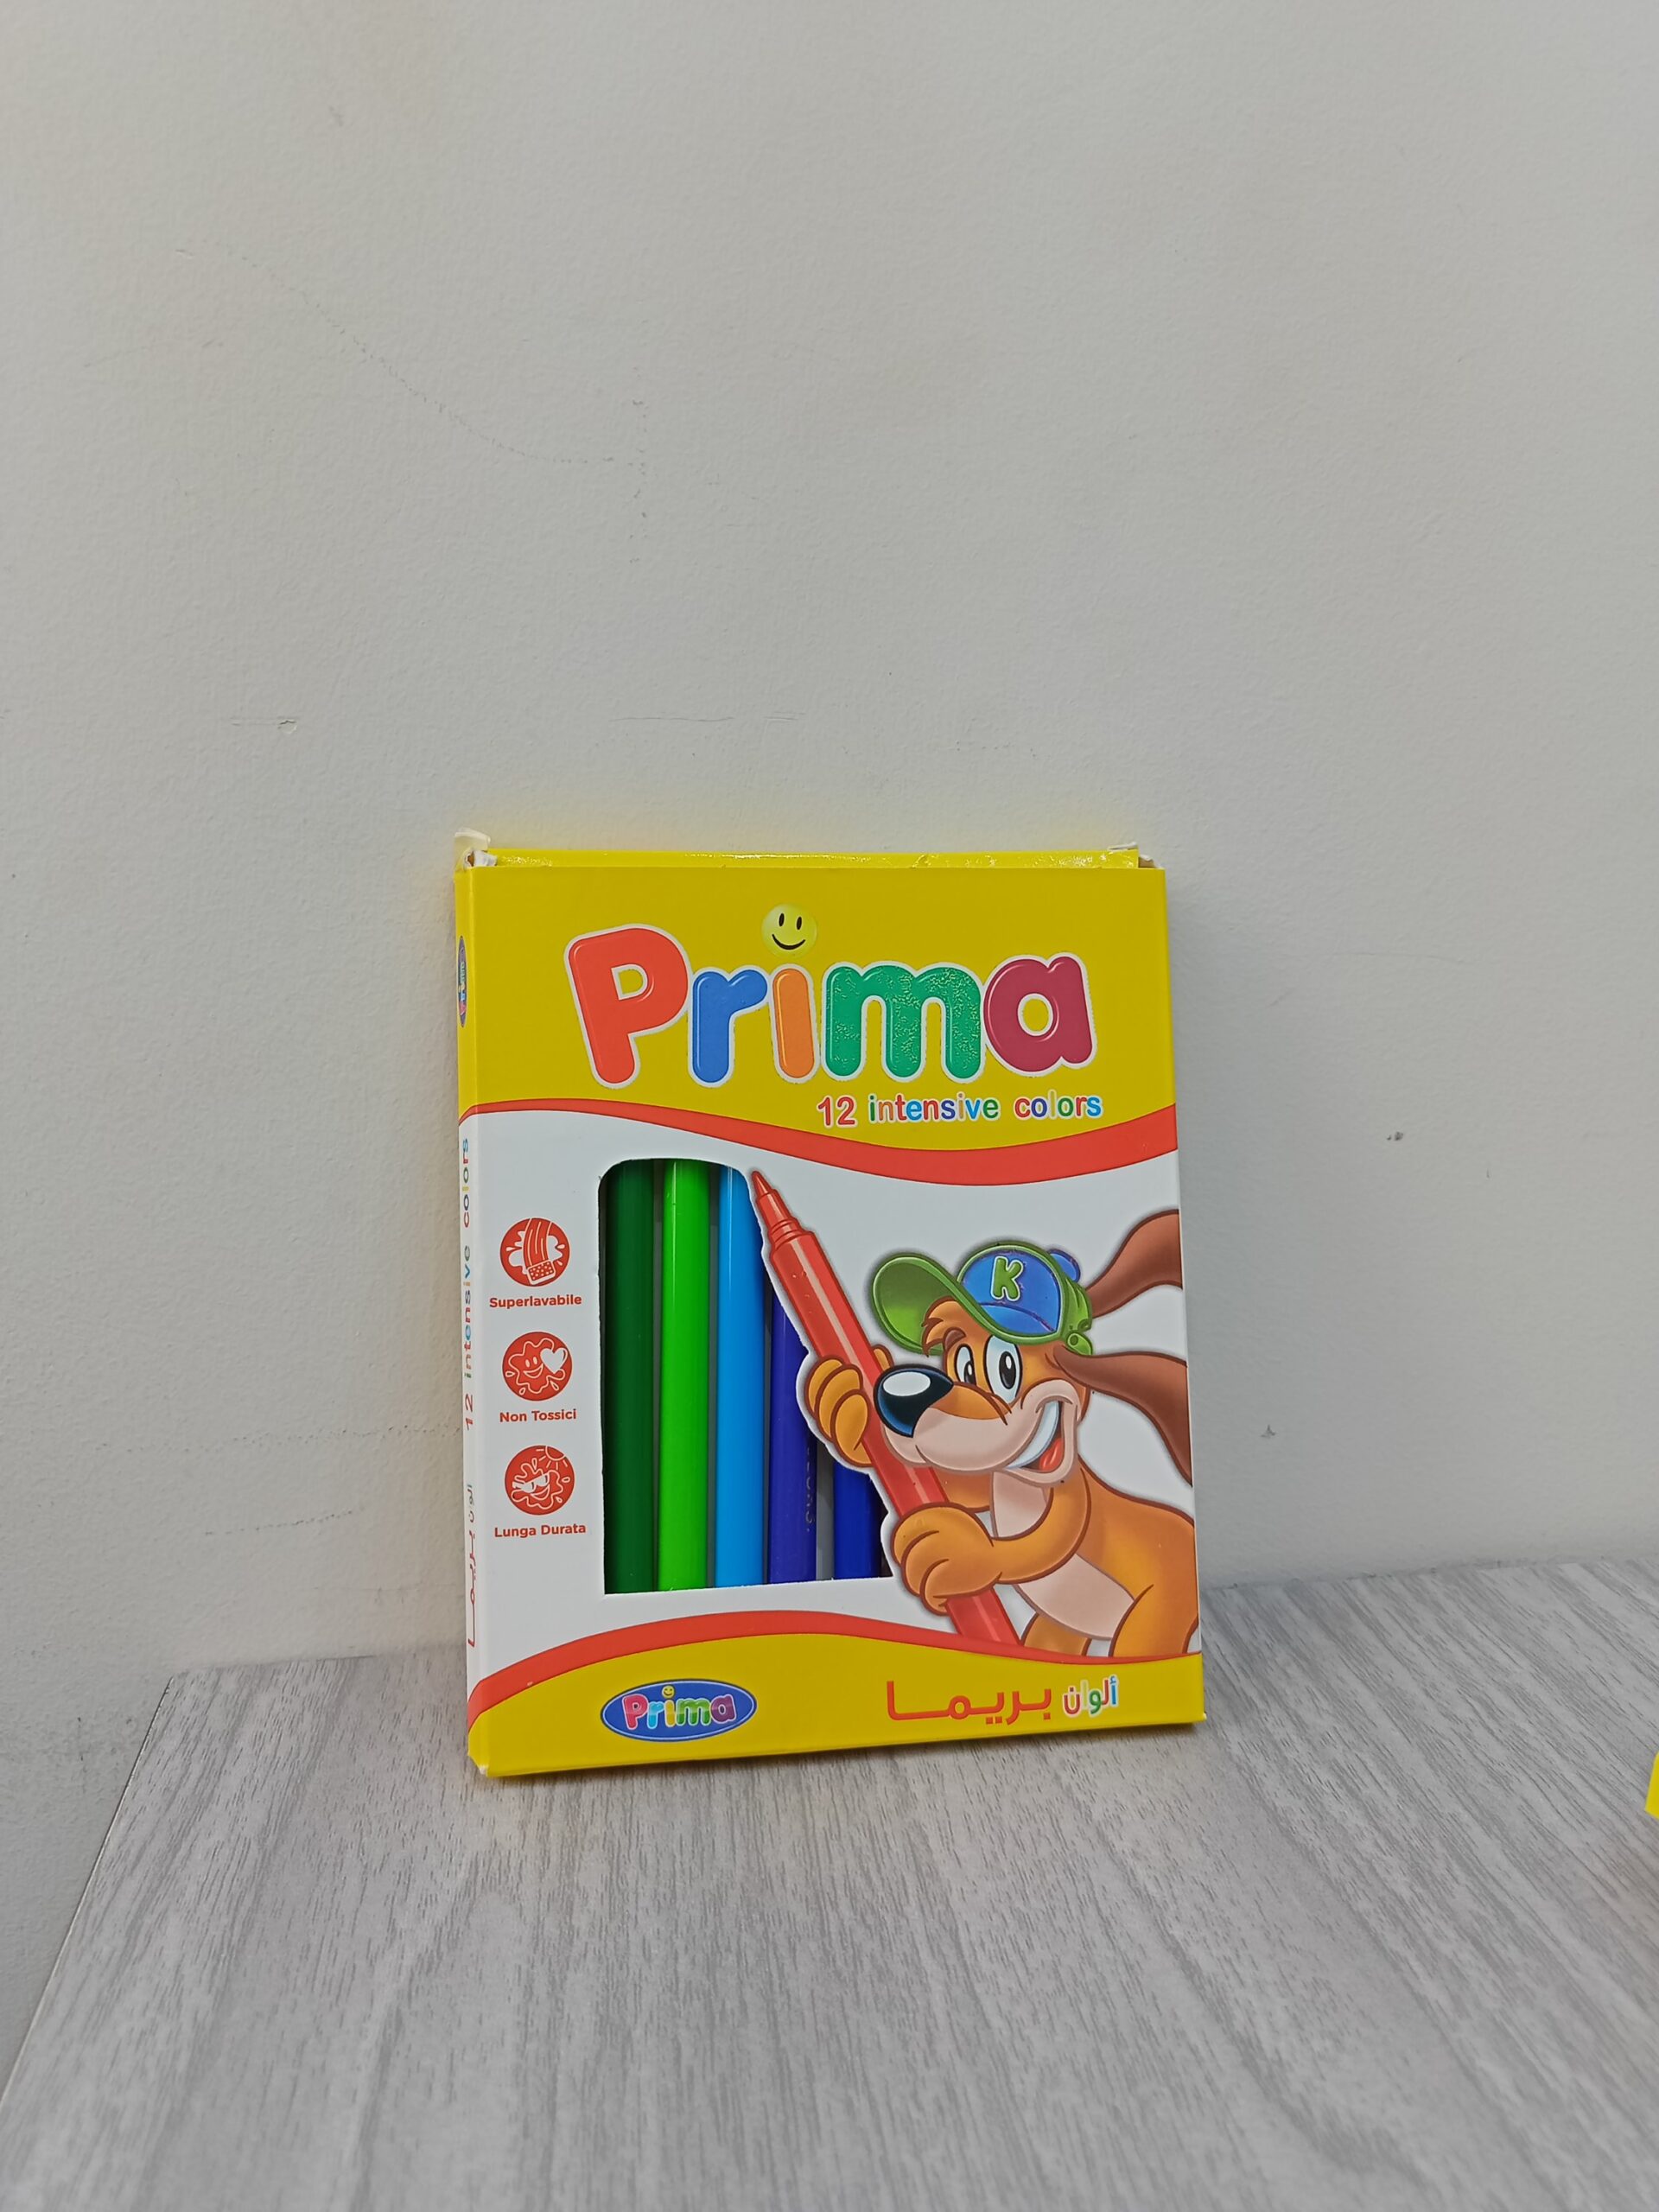 Prima
12 intensive colors
K
Superlavabile
Non Tossici
Lunga Durata
Prima
ألوان بريما
12 intensive colors
ألوان بريما